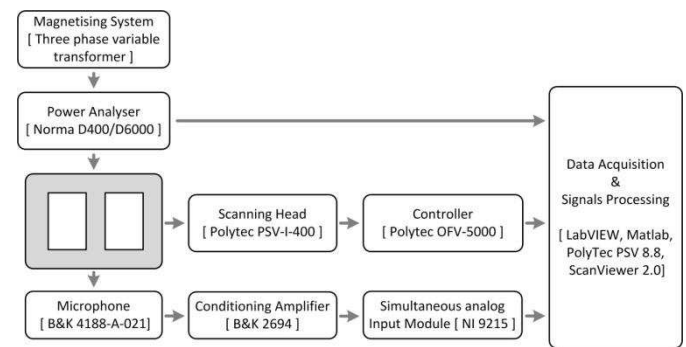 Magnetising System
[ Three phase variable
transformer ]
Power Analyser
[ Norma D400/D6000 ]
Scanning Head
[ Polytec PSV-I-400 ]
Controller
[ Polytec OFV-5000 ]
Data Acquisition
&
Signals Processing
[ LabVIEW, Matlab,
PolyTec PSV 8.8,
ScanViewer 2.0]
Microphone
[ B&K 4188-A-021]
Conditioning Amplifier
[ B&K 2694 ]
Simultaneous analog
Input Module [ NI 9215 ]